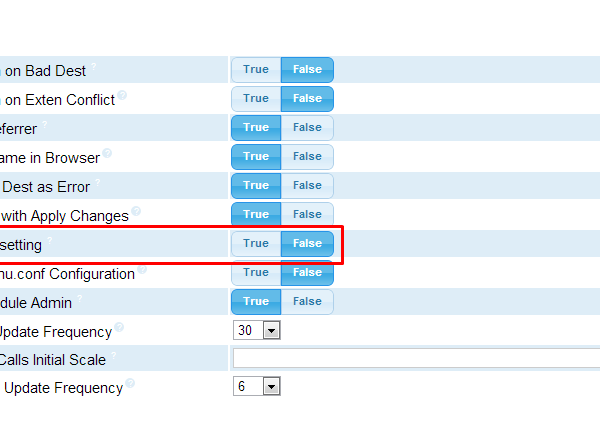 on Bad Dest ? True False
on Exten Conflict ? True False
eferrer ? True False
ame in Browser ? True False
Dest as Error ? True False
with Apply Changes ? True False
setting ? True False
nu.conf Configuration ? True False
dule Admin ? True False
Update Frequency ? 30
Calls Initial Scale ?
Update Frequency ? 6